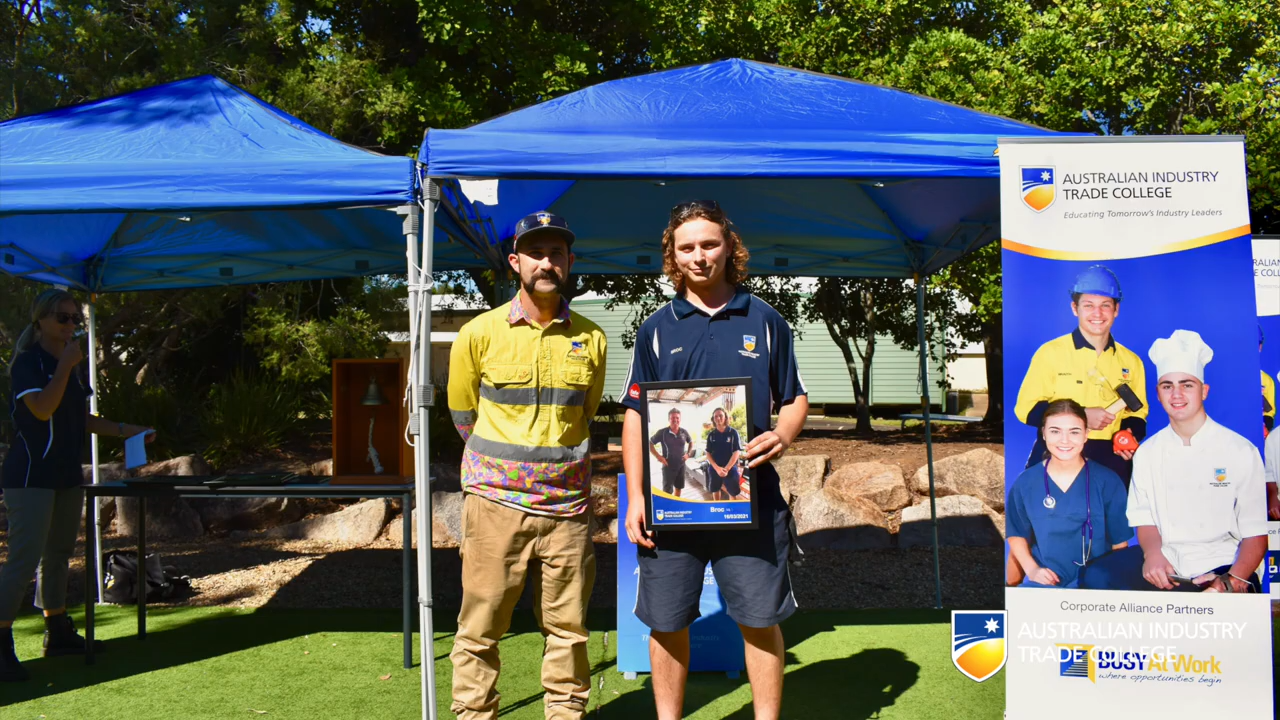 AUSTRALIAN INDUSTRY
TRADE COLLEGE
Educating Tomorrow's Industry Leaders
BROC
Broc
16/03/2021
Corporate Alliance Partners
BUSY At Work
where opportunities begin
AUSTRALIAN INDUSTRY
TRADE COLLEGE